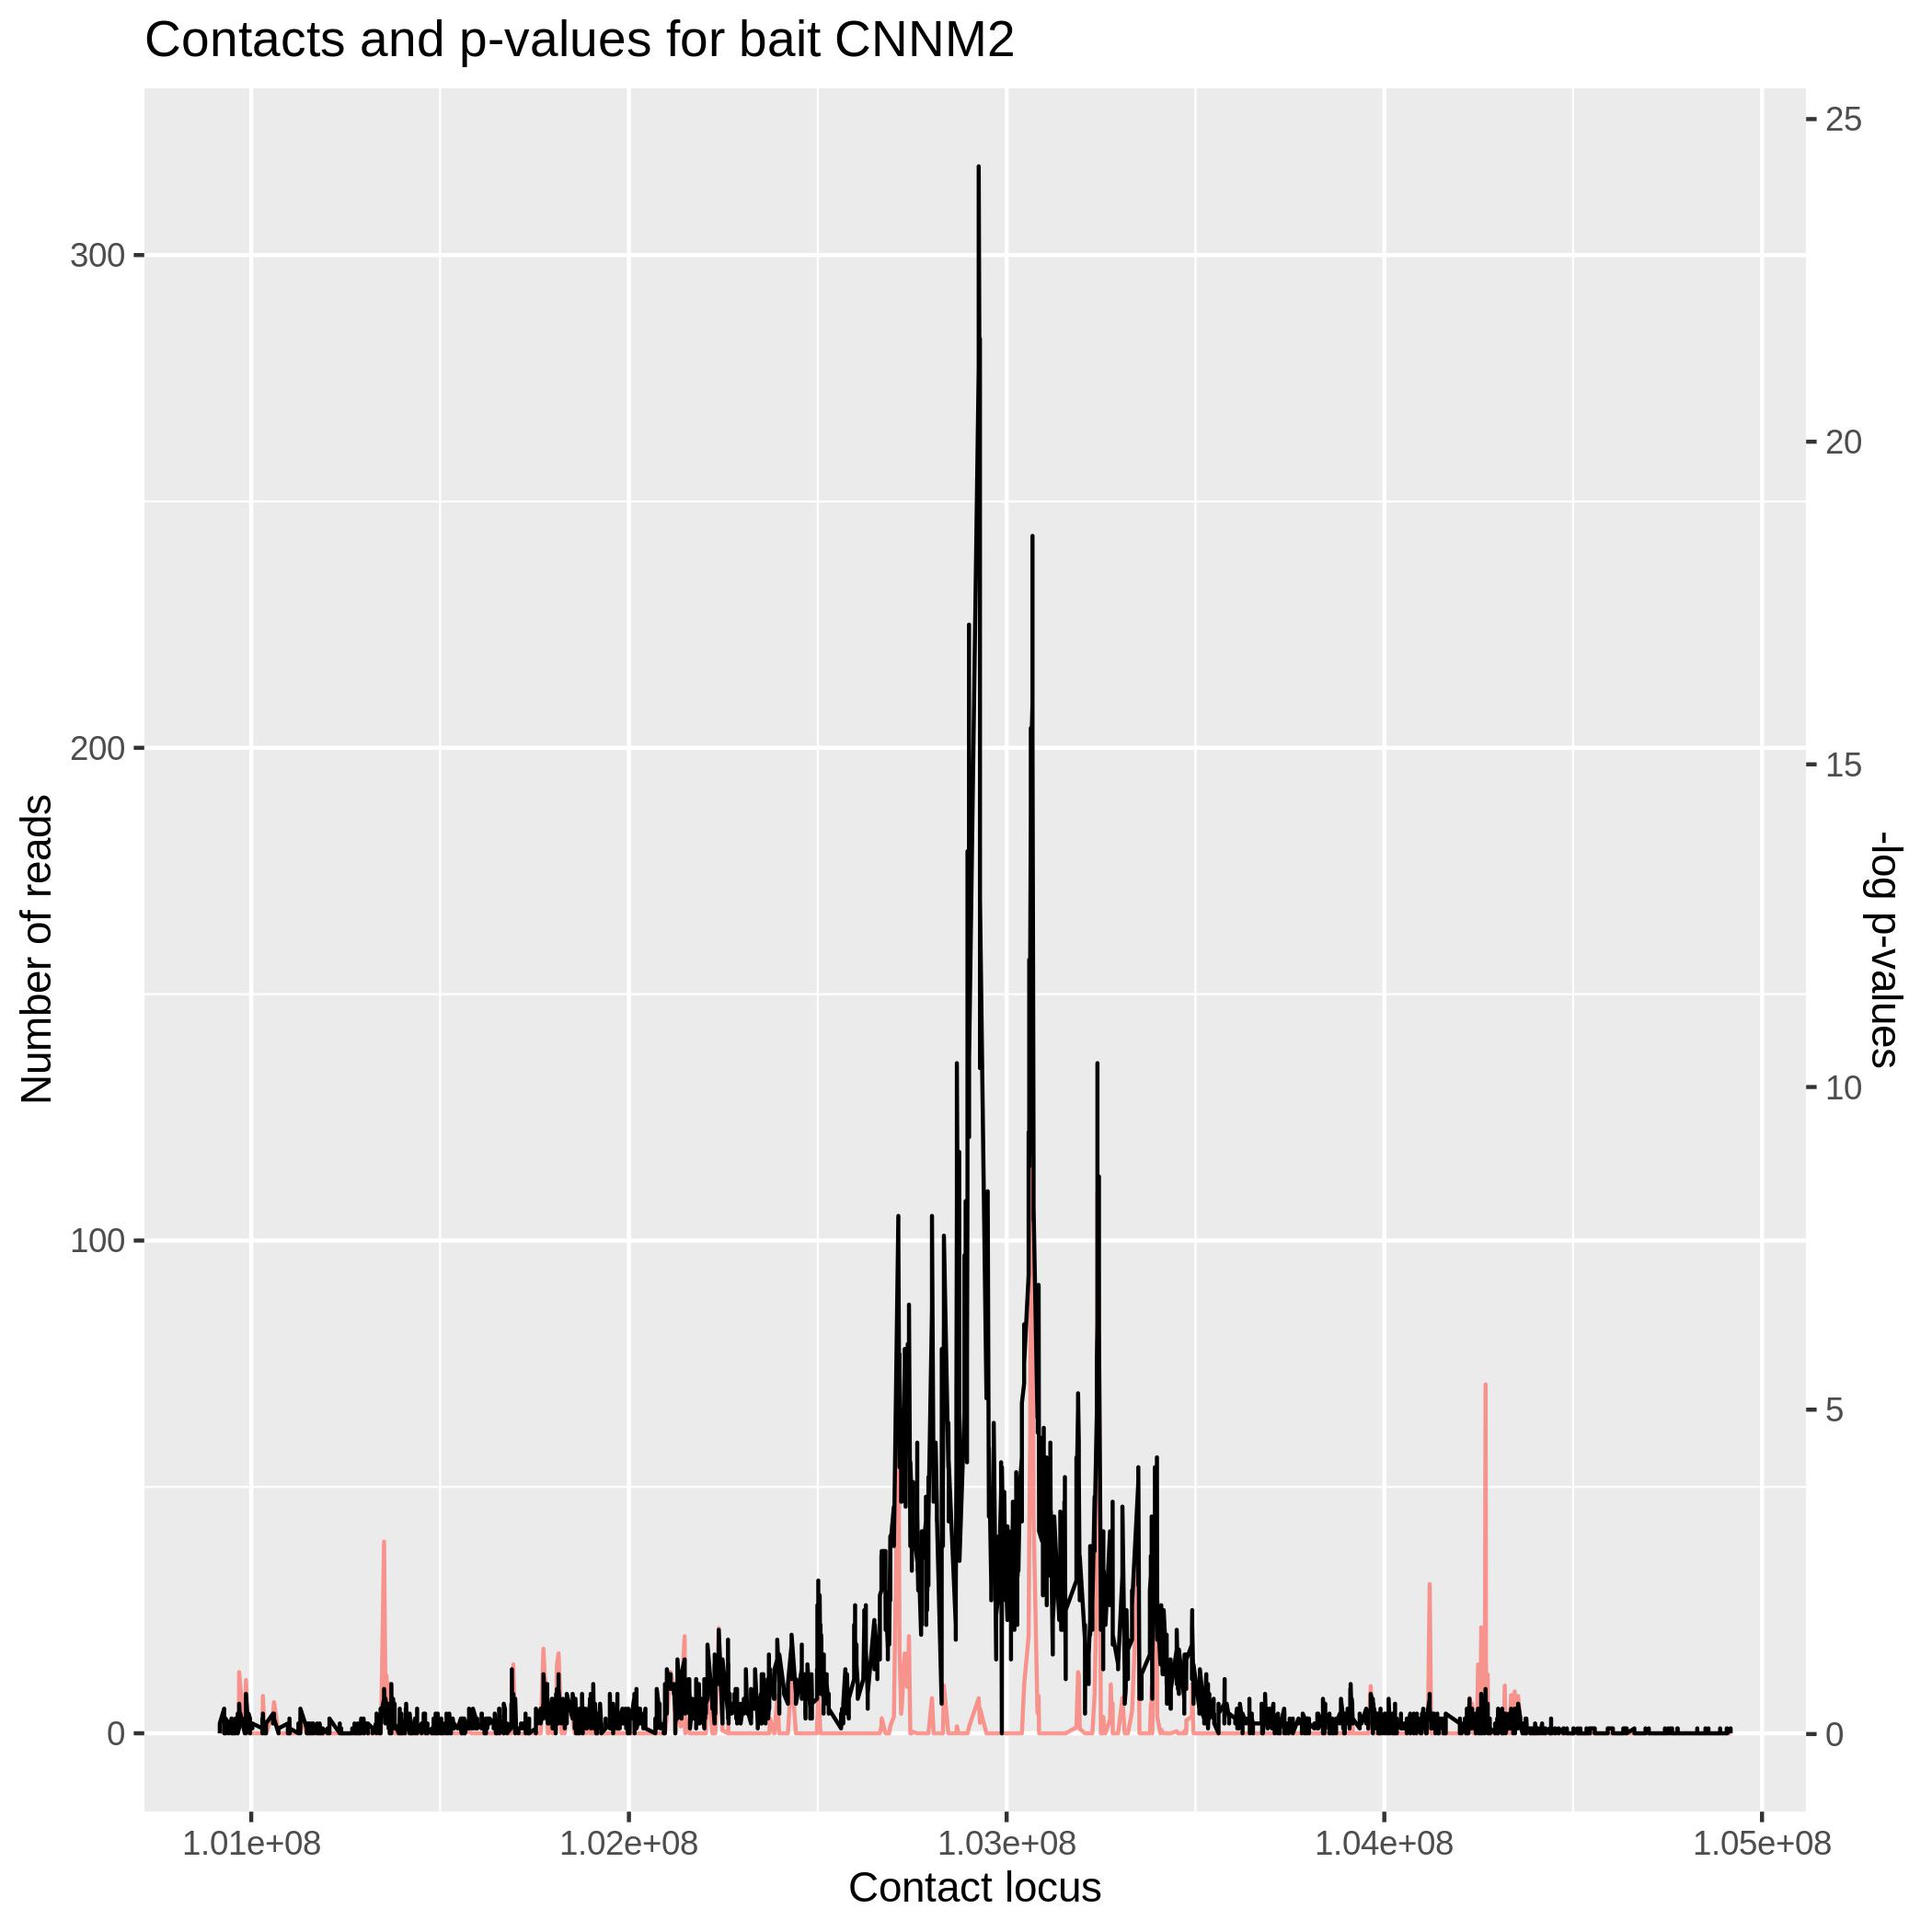 Contacts and p-values for bait CNNM2
Number of reads
300
200
100
0
25
20
15
10
5
0
-log p-values
1.01e+08
1.02e+08
1.03e+08
1.04e+08
1.05e+08
Contact locus